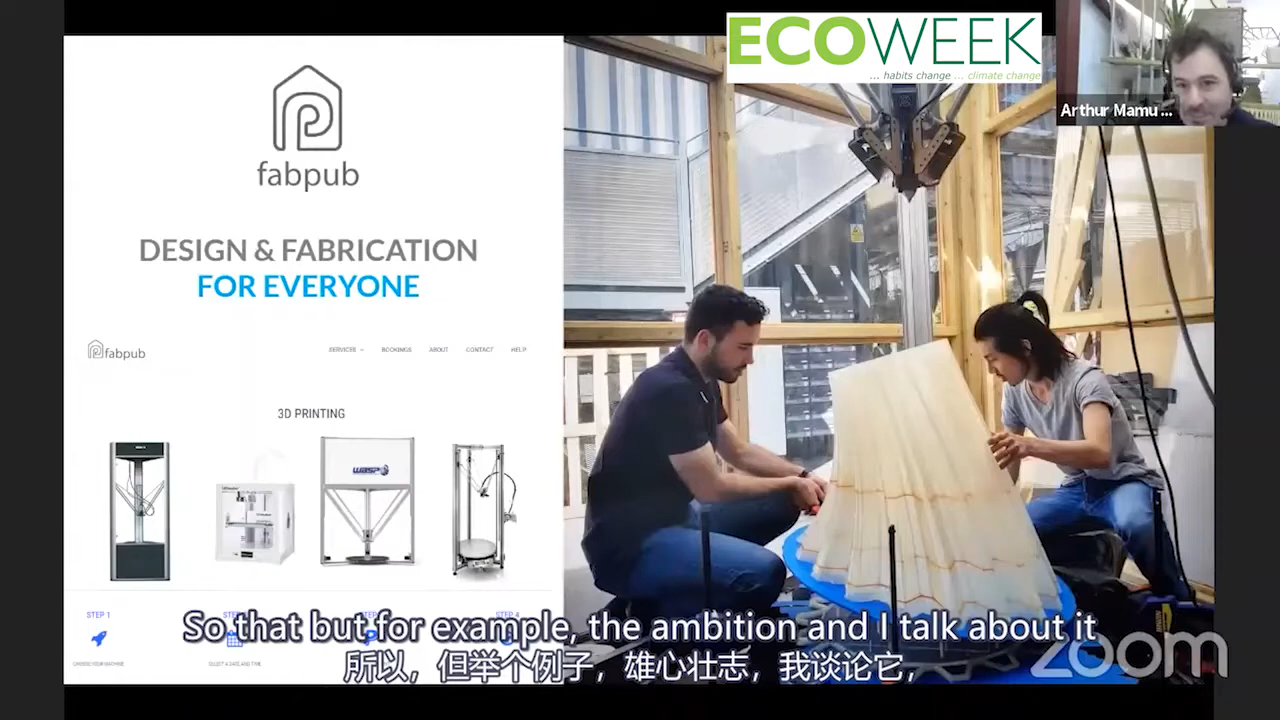 ECOWEEK
... habits change ... climate change
Arthur Mamu ...
fabpub
DESIGN & FABRICATION
FOR EVERYONE
fabpub
SERVICES
BOOKINGS
ABOUT
CONTACT
HELP
3D PRINTING
WASP
STEP 1
CHOOSE YOUR MACHINE
SELECT A DATE AND TIME
So that but for example, the ambition and I talk about it
所以，但举个例子，雄心壮志，我谈论它，
zoom